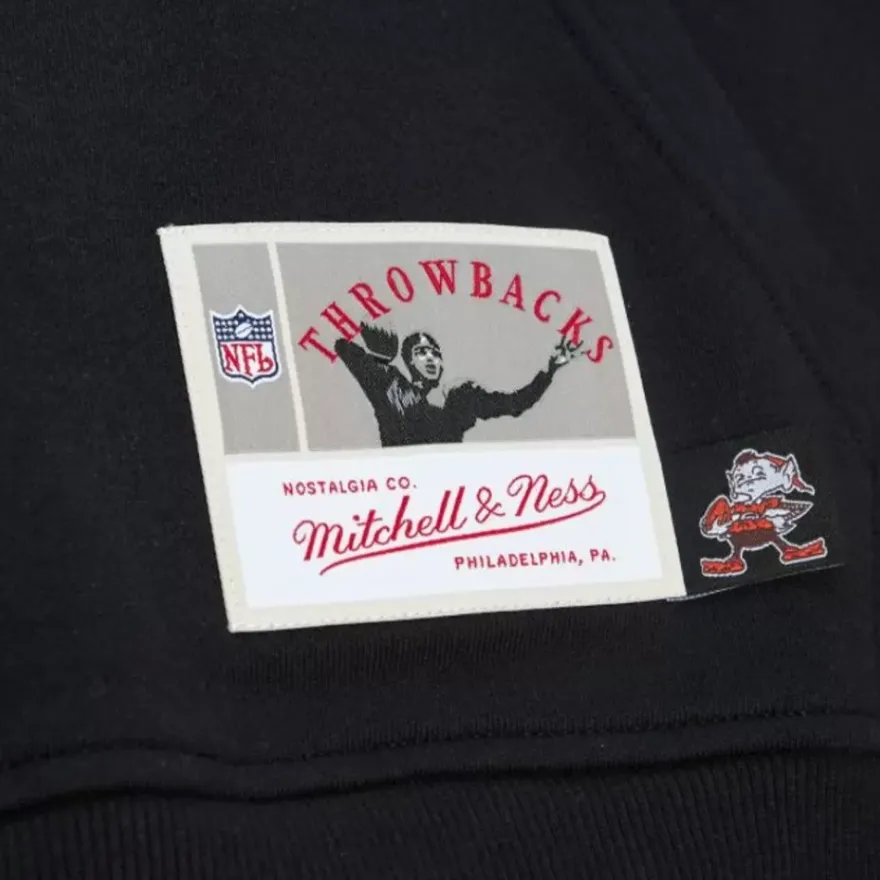 THROWBACKS
NFL
NOSTALGIA CO.
Mitchell & Ness
PHILADELPHIA, PA.